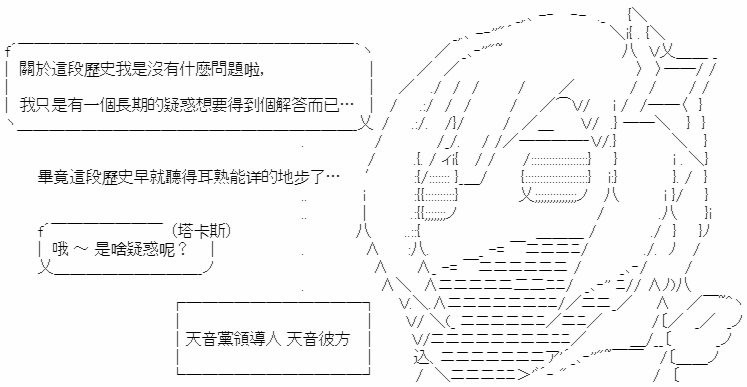 關於這段歷史我是沒有什麼問題啦,
我只是有一個長期的疑惑想要得到個解答而已…
畢竟這段歷史早就聽得耳熟能详的地步了…
(塔卡斯)
哦 ~ 是啥疑惑呢?
天音黨領導人 天音彼方